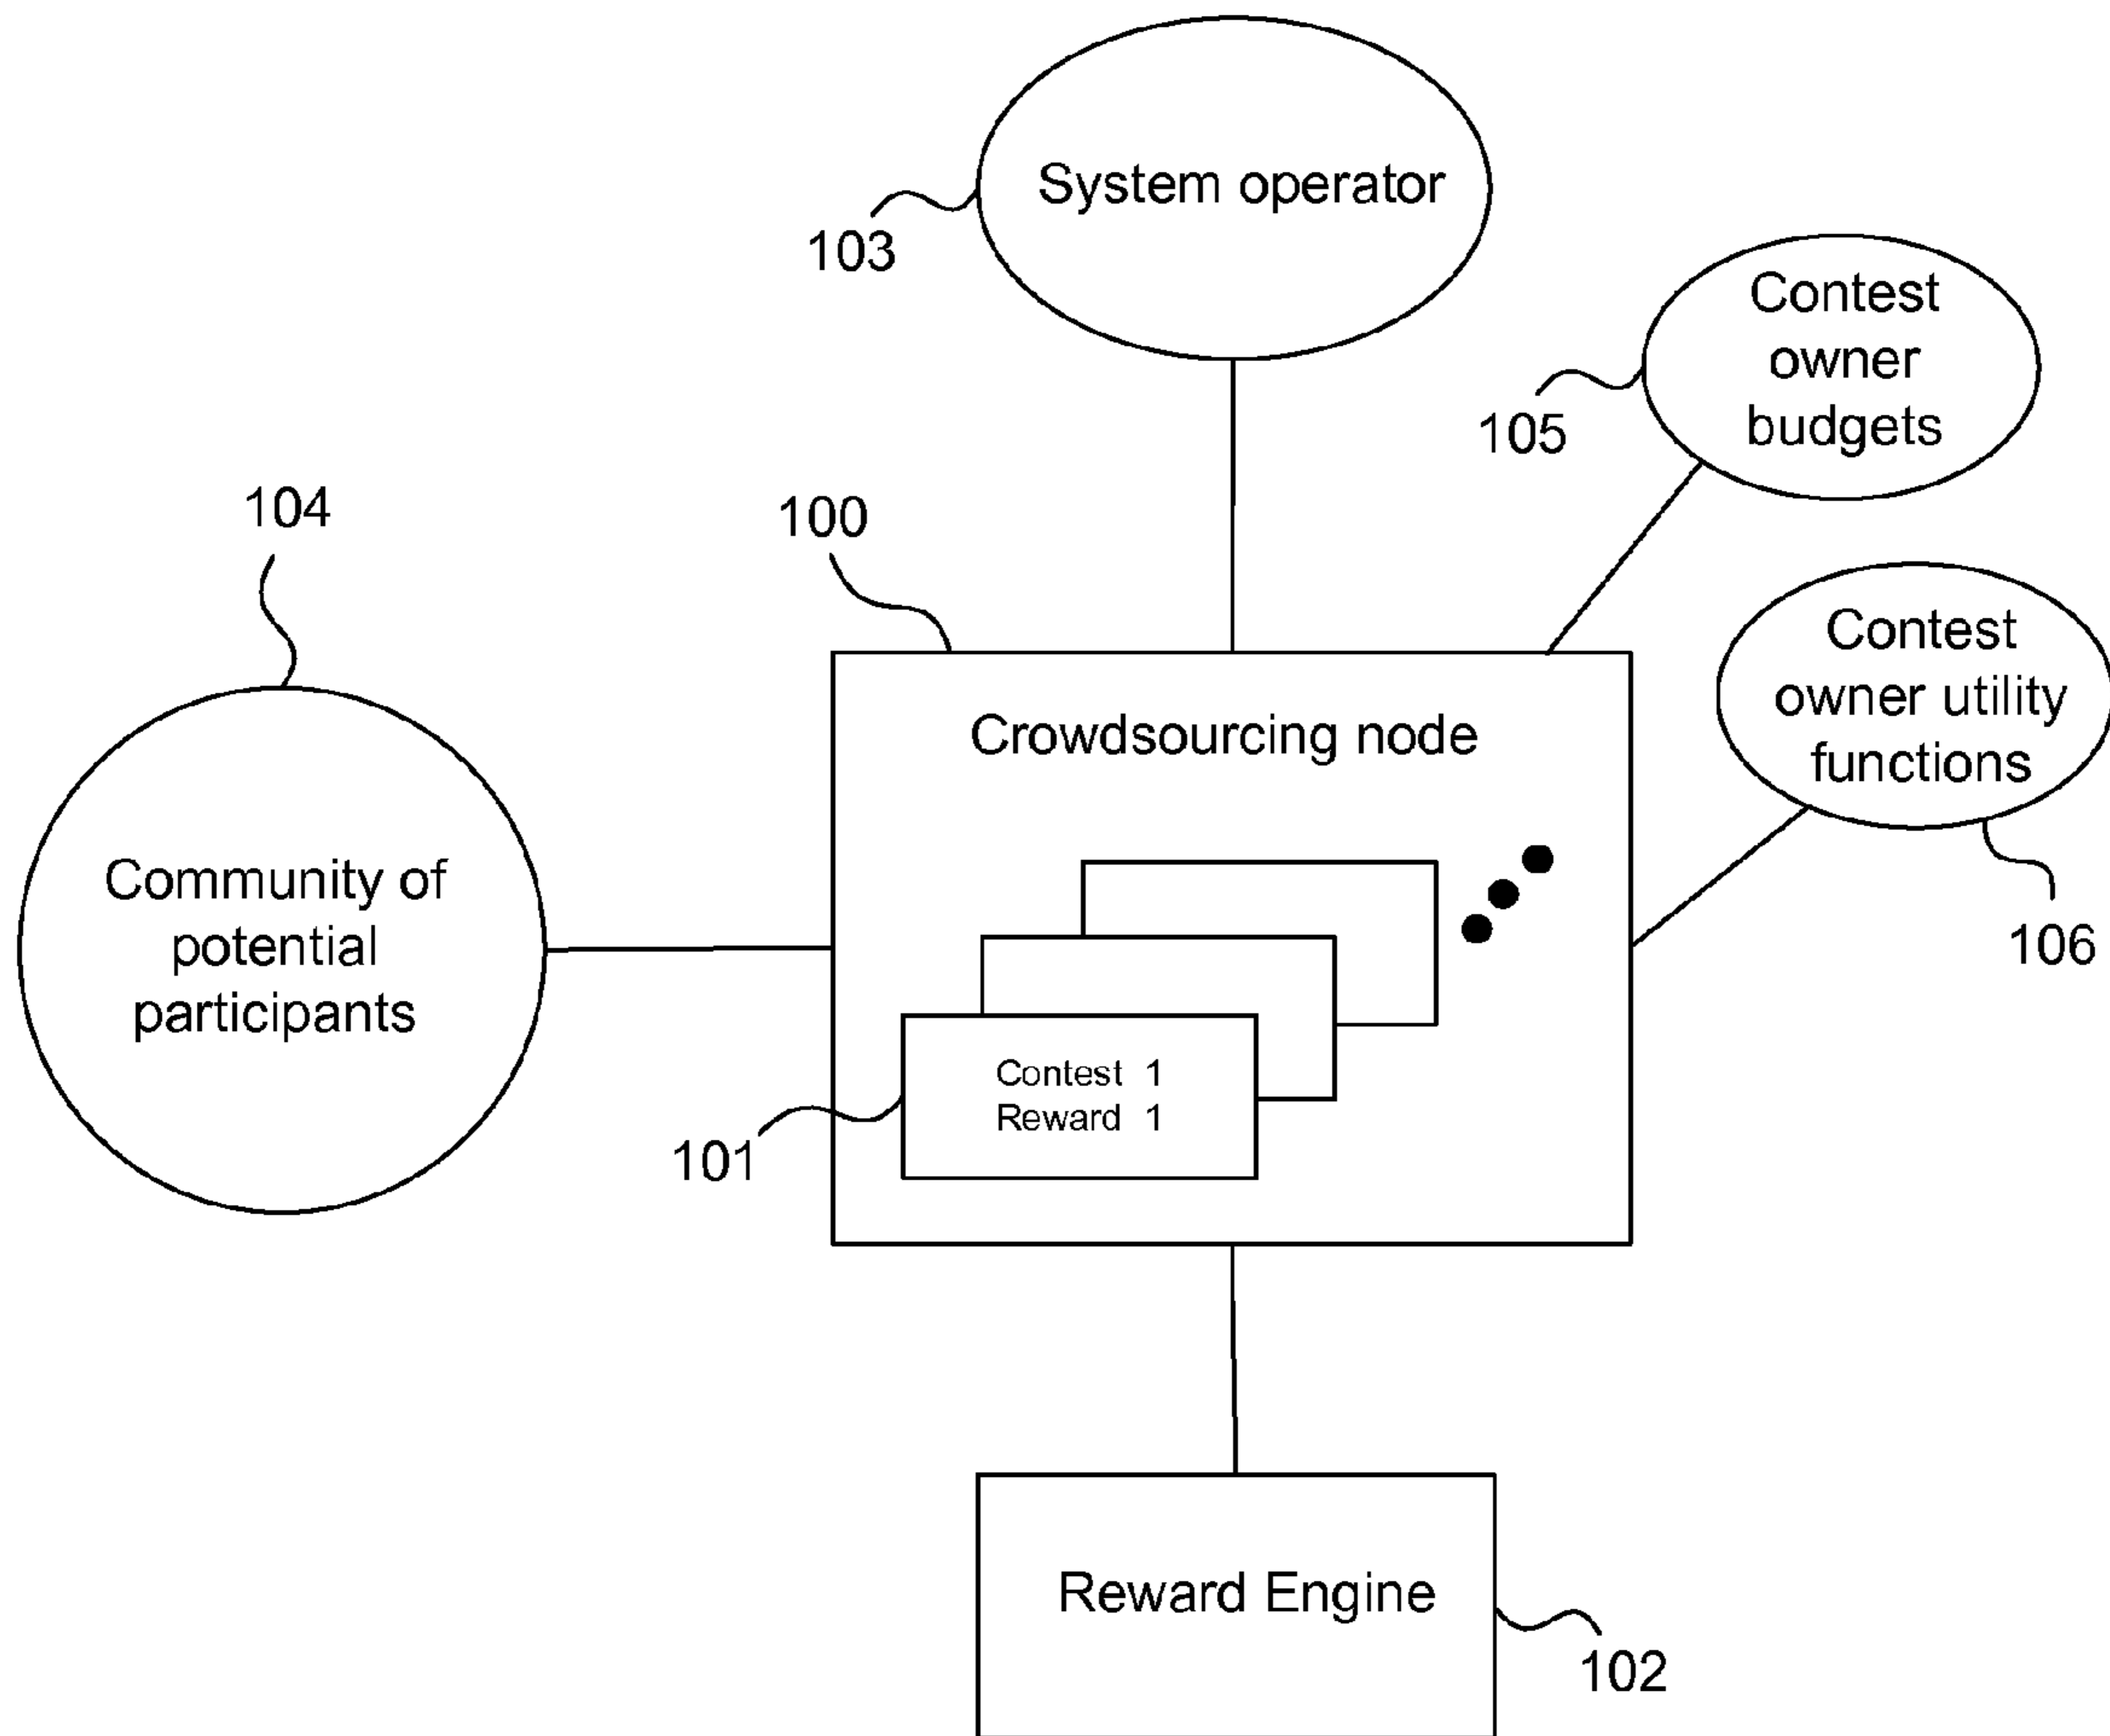 System operator
103
Contest
owner
budgets
105
104
100
Contest
owner utility
functions
106
Crowdsourcing node
Community of
potential
participants
Contest 1
Reward 1
101
Reward Engine
102